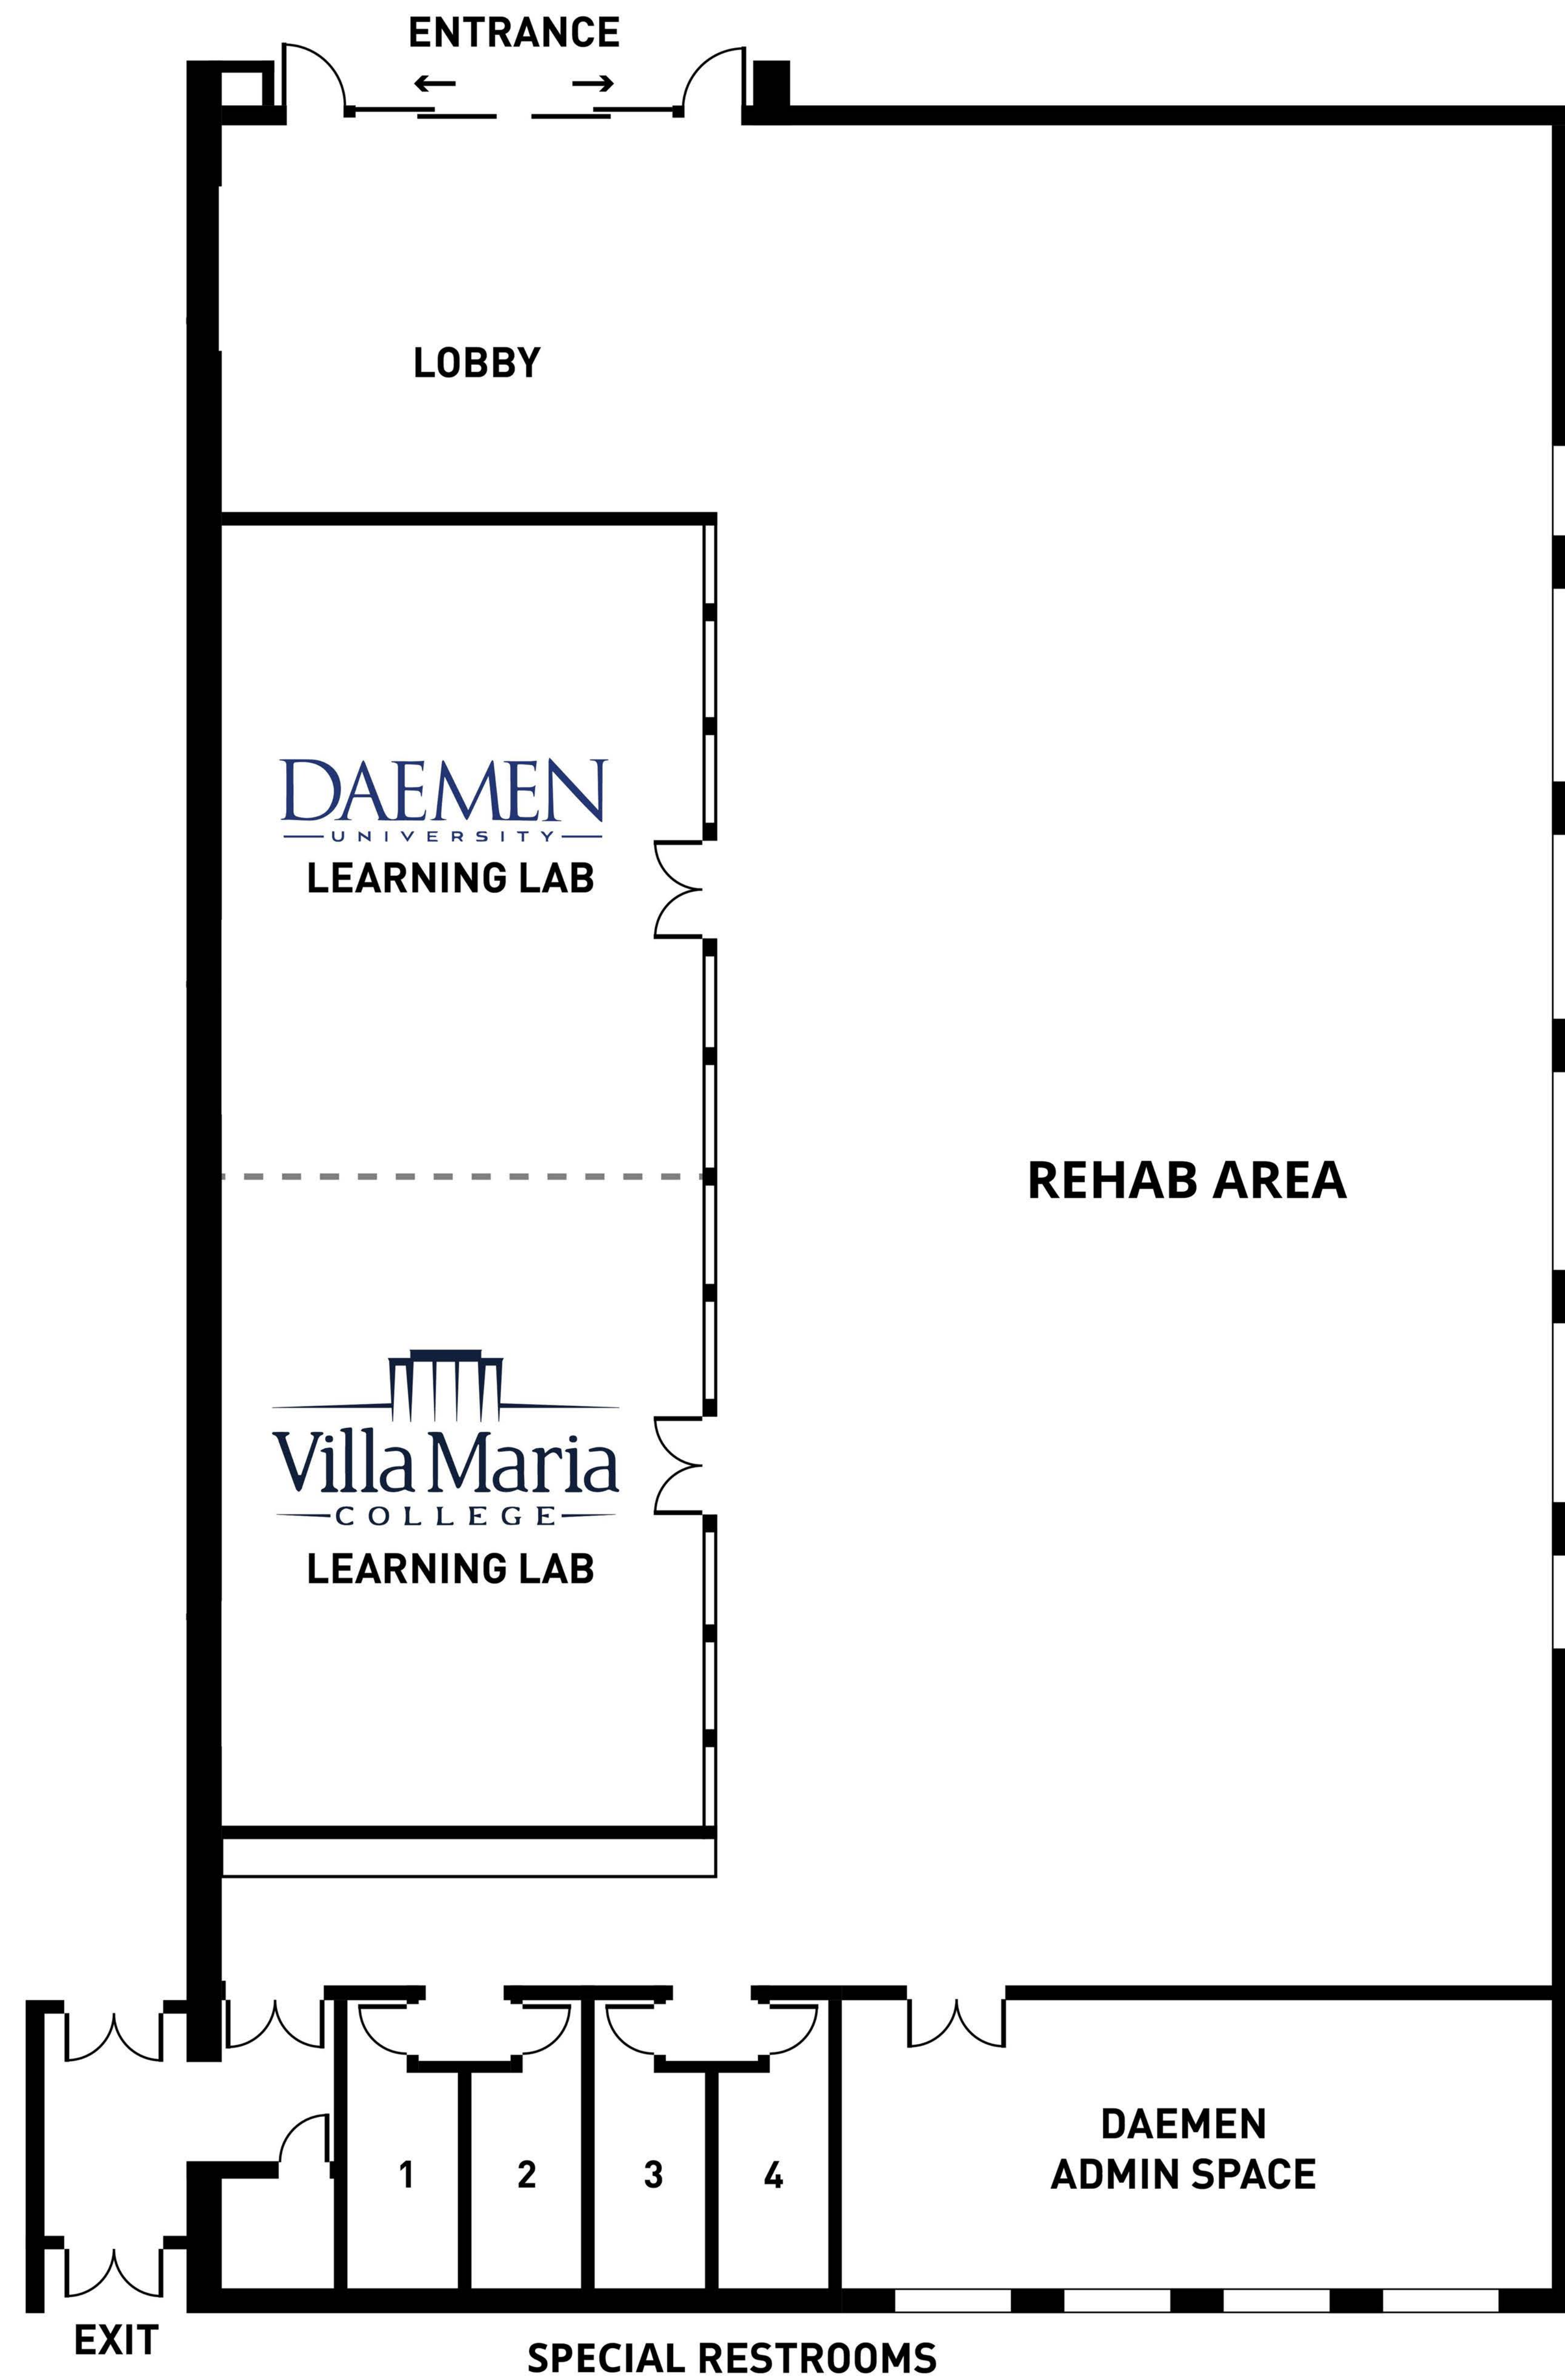 ENTRANCE
LOBBY
DAEMEN
UNIVERSITY
LEARNING LAB
REHAB AREA
Villa Maria
COLLEGE
LEARNING LAB
DAEMEN
ADMIN SPACE
1 2 3 4
EXIT
SPECIAL RESTROOMS